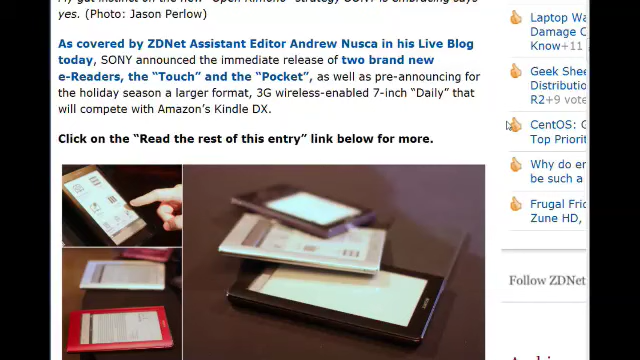 yes. (Photo: Jason Perlow)
As covered by ZDNet Assistant Editor Andrew Nusca in his Live Blog
today, SONY announced the immediate release of two brand new
e-Readers, the "Touch" and the "Pocket", as well as pre-announcing for
the holiday season a larger format, 3G wireless-enabled 7-inch "Daily" that
will compete with Amazon's Kindle DX.
Click on the "Read the rest of this entry" link below for more.
Laptop Wa
Damage C
Know+11
Geek Shee
Distributio
R2+9 vote
CentOS: G
Top Priorit
Why do er
be such a
Frugal Fric
Zune HD,
Follow ZDNet